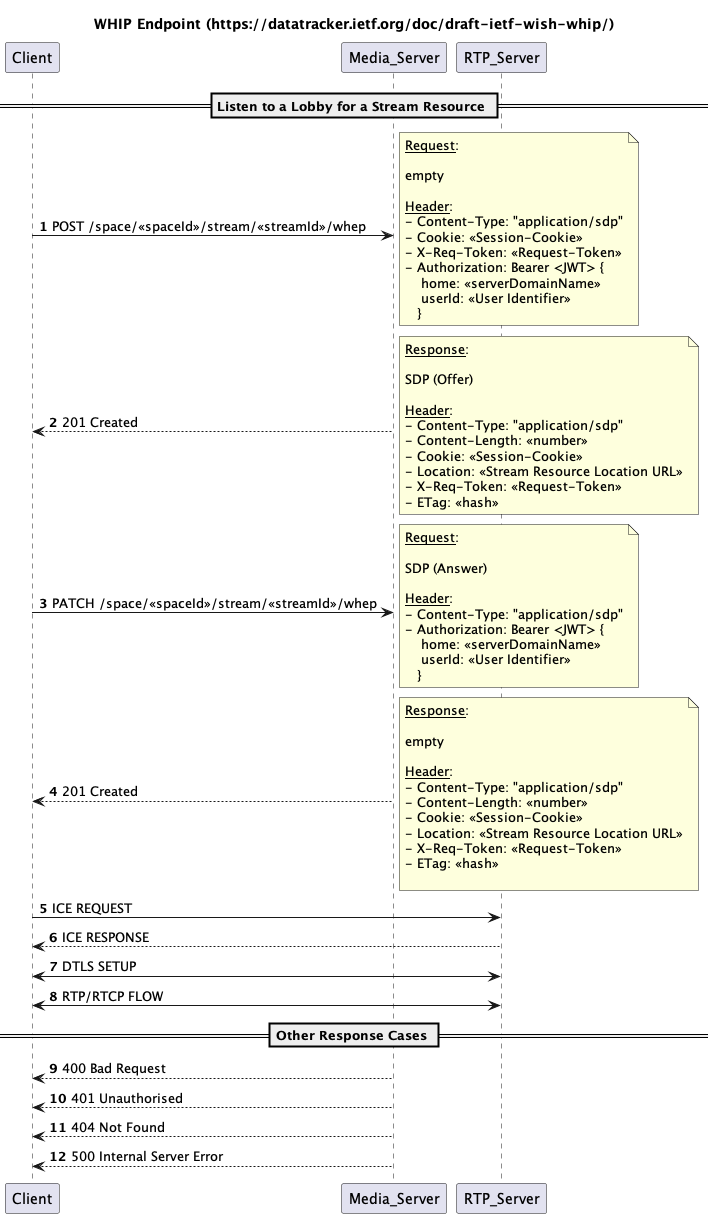 WHIP Endpoint (https://datatracker.ietf.org/doc/draft-ietf-wish-whip/)
Client
Media_Server
RTP_Server
Listen to a Lobby for a Stream Resource
1 POST /space/«spaceId»/stream/«streamId»/whep
Request:
empty
Header:
- Content-Type: "application/sdp"
- Cookie: «Session-Cookie»
- X-Req-Token: «Request-Token»
- Authorization: Bearer <JWT> {
home: «serverDomainName»
userId: «User Identifier»
}
2 201 Created
Response:
SDP (Offer)
Header:
- Content-Type: "application/sdp"
- Content-Length: «number»
- Cookie: «Session-Cookie»
- Location: «Stream Resource Location URL»
- X-Req-Token: «Request-Token»
- ETag: «hash»
3 PATCH /space/«spaceId»/stream/«streamId»/whep
Request:
SDP (Answer)
Header:
- Content-Type: "application/sdp"
- Authorization: Bearer <JWT> {
home: «serverDomainName»
userId: «User Identifier»
}
4 201 Created
Response:
empty
Header:
- Content-Type: "application/sdp"
- Content-Length: «number»
- Cookie: «Session-Cookie»
- Location: «Stream Resource Location URL»
- X-Req-Token: «Request-Token»
- ETag: «hash»
5 ICE REQUEST
6 ICE RESPONSE
7 DTLS SETUP
8 RTP/RTCP FLOW
Other Response Cases
9 400 Bad Request
10 401 Unauthorised
11 404 Not Found
12 500 Internal Server Error
Client
Media_Server
RTP_Server